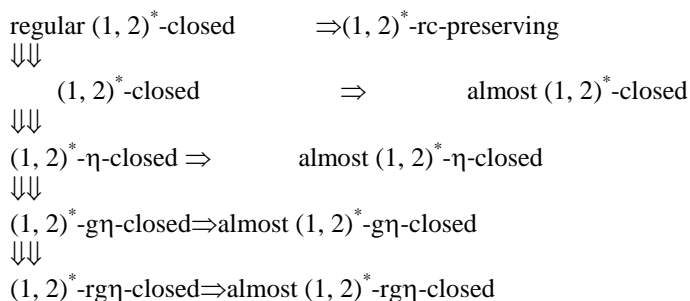 regular (1, 2)*-closed ⇒(1, 2)*-rc-preserving
⇓⇓
(1, 2)*-closed ⇒ almost (1, 2)*-closed
⇓⇓
(1, 2)*-η-closed ⇒ almost (1, 2)*-η-closed
⇓⇓
(1, 2)*-gη-closed⇒almost (1, 2)*-gη-closed
⇓⇓
(1, 2)*-rgη-closed⇒almost (1, 2)*-rgη-closed